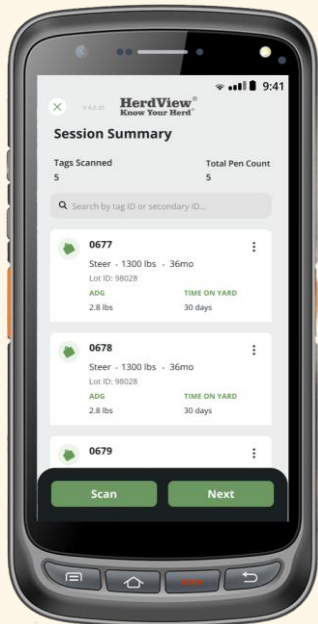 9:41
V 4.0.25
HerdView®
Know Your Herd®
Session Summary
Tags Scanned Total Pen Count
5 5
Search by tag ID or secondary ID...
0677
Steer - 1300 lbs - 36mo
Lot ID: 98028
ADG TIME ON YARD
2.8 lbs 30 days
0678
Steer - 1300 lbs - 36mo
Lot ID: 98028
ADG TIME ON YARD
2.8 lbs 30 days
0679
Scan Next